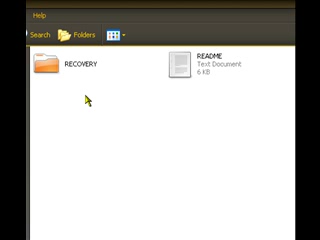 Help
Search
Folders
RECOVERY
README
Text Document
6 KB